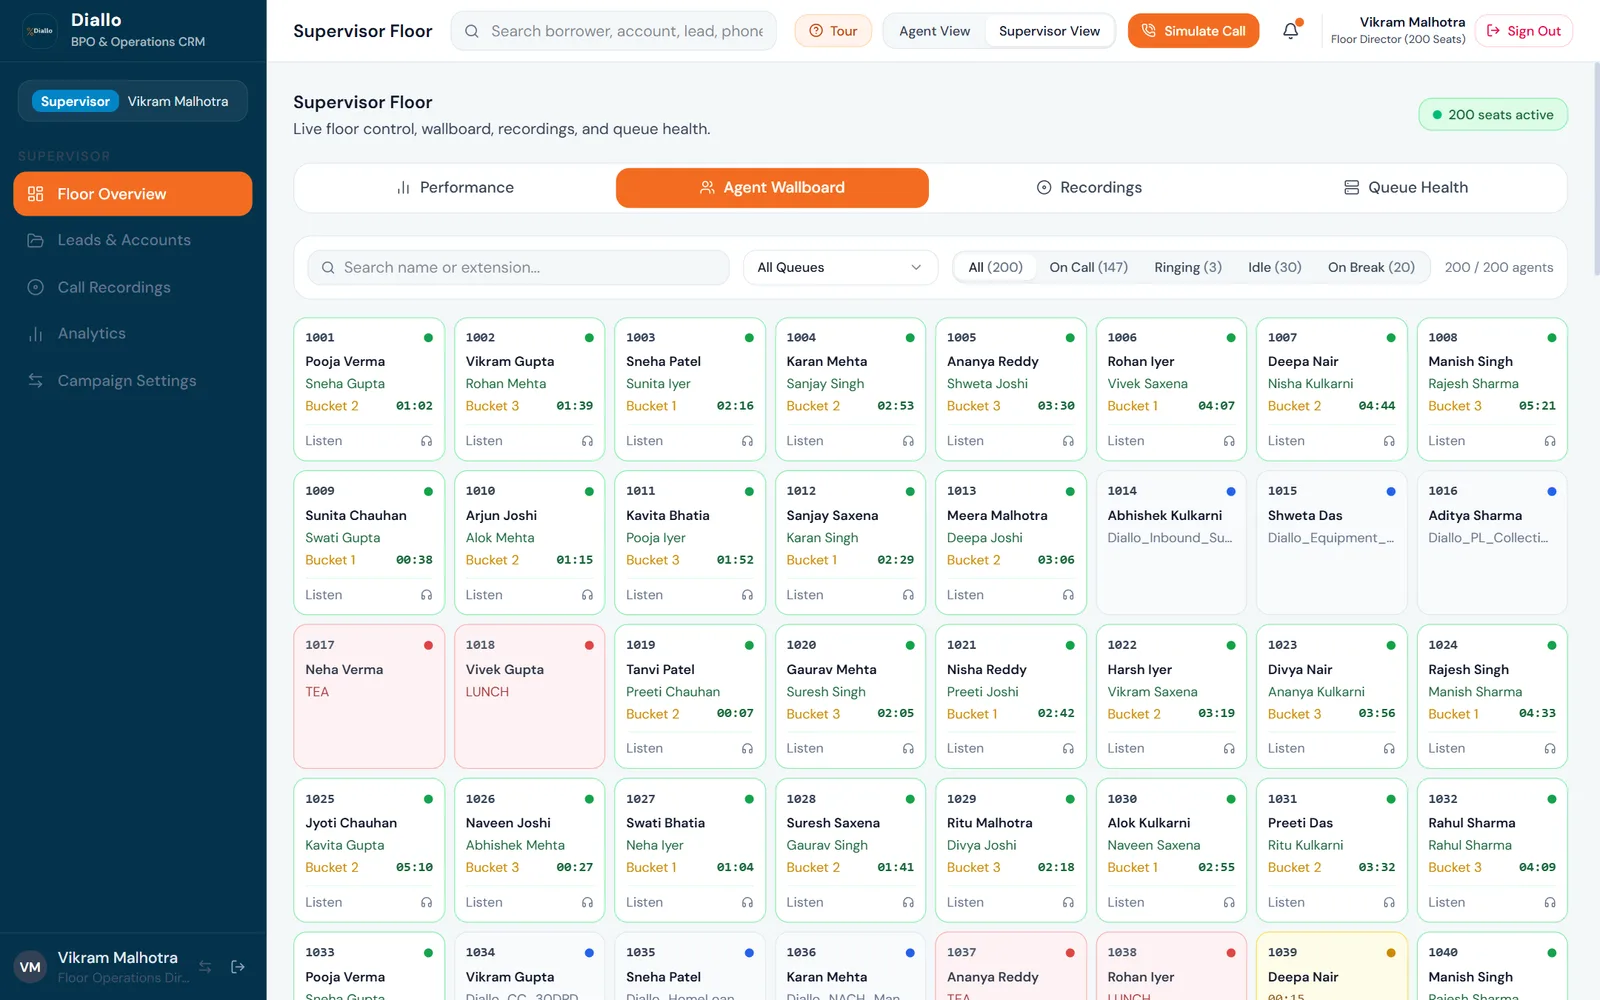 Diallo
Diallo
BPO & Operations CRM
Supervisor Vikram Malhotra
SUPERVISOR
Floor Overview
Leads & Accounts
Call Recordings
Analytics
Campaign Settings
VM
Vikram Malhotra
Floor Operations Dir...
Supervisor Floor
Search borrower, account, lead, phone
Tour
Agent View
Supervisor View
Simulate Call
Vikram Malhotra
Floor Director (200 Seats)
Sign Out
Supervisor Floor
Live floor control, wallboard, recordings, and queue health.
200 seats active
Performance
Agent Wallboard
Recordings
Queue Health
Search name or extension...
All Queues
All (200)
On Call (147)
Ringing (3)
Idle (30)
On Break (20)
200 / 200 agents
1001
Pooja Verma
Sneha Gupta
Bucket 2 01:02
Listen
1002
Vikram Gupta
Rohan Mehta
Bucket 3 01:39
Listen
1003
Sneha Patel
Sunita Iyer
Bucket 1 02:16
Listen
1004
Karan Mehta
Sanjay Singh
Bucket 2 02:53
Listen
1005
Ananya Reddy
Shweta Joshi
Bucket 3 03:30
Listen
1006
Rohan Iyer
Vivek Saxena
Bucket 1 04:07
Listen
1007
Deepa Nair
Nisha Kulkarni
Bucket 2 04:44
Listen
1008
Manish Singh
Rajesh Sharma
Bucket 3 05:21
Listen
1009
Sunita Chauhan
Swati Gupta
Bucket 1 00:38
Listen
1010
Arjun Joshi
Alok Mehta
Bucket 2 01:15
Listen
1011
Kavita Bhatia
Pooja Iyer
Bucket 3 01:52
Listen
1012
Sanjay Saxena
Karan Singh
Bucket 1 02:29
Listen
1013
Meera Malhotra
Deepa Joshi
Bucket 2 03:06
Listen
1014
Abhishek Kulkarni
Diallo_Inbound_Su...
1015
Shweta Das
Diallo_Equipment_...
1016
Aditya Sharma
Diallo_PL_Collecti...
1017
Neha Verma
TEA
1018
Vivek Gupta
LUNCH
1019
Tanvi Patel
Preeti Chauhan
Bucket 2 00:07
Listen
1020
Gaurav Mehta
Suresh Singh
Bucket 3 02:05
Listen
1021
Nisha Reddy
Preeti Joshi
Bucket 1 02:42
Listen
1022
Harsh Iyer
Vikram Saxena
Bucket 2 03:19
Listen
1023
Divya Nair
Ananya Kulkarni
Bucket 3 03:56
Listen
1024
Rajesh Singh
Manish Sharma
Bucket 1 04:33
Listen
1025
Jyoti Chauhan
Kavita Gupta
Bucket 2 05:10
Listen
1026
Naveen Joshi
Abhishek Mehta
Bucket 3 00:27
Listen
1027
Swati Bhatia
Neha Iyer
Bucket 1 01:04
Listen
1028
Suresh Saxena
Gaurav Singh
Bucket 2 01:41
Listen
1029
Ritu Malhotra
Divya Joshi
Bucket 3 02:18
Listen
1030
Alok Kulkarni
Naveen Saxena
Bucket 1 02:55
Listen
1031
Preeti Das
Ritu Kulkarni
Bucket 2 03:32
Listen
1032
Rahul Sharma
Rahul Sharma
Bucket 3 04:09
Listen
1033
Pooja Verma
Sneha Gupta
1034
Vikram Gupta
Diallo_CC_30DPD_
1035
Sneha Patel
Diallo_HomeLoan_
1036
Karan Mehta
Diallo_NACH_Man
1037
Ananya Reddy
TEA
1038
Rohan Iyer
LUNCH
1039
Deepa Nair
00:15
1040
Manish Singh
Rajesh Sharma